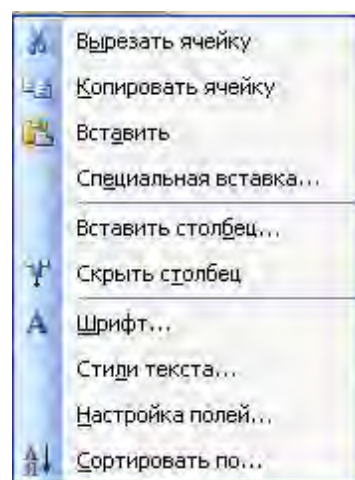 Вырезать ячейку
Копировать ячейку
Вставить
Специальная вставка...
Вставить столбец...
Скрыть столбец
Шрифт...
Стили текста...
Настройка полей...
Сортировать по...